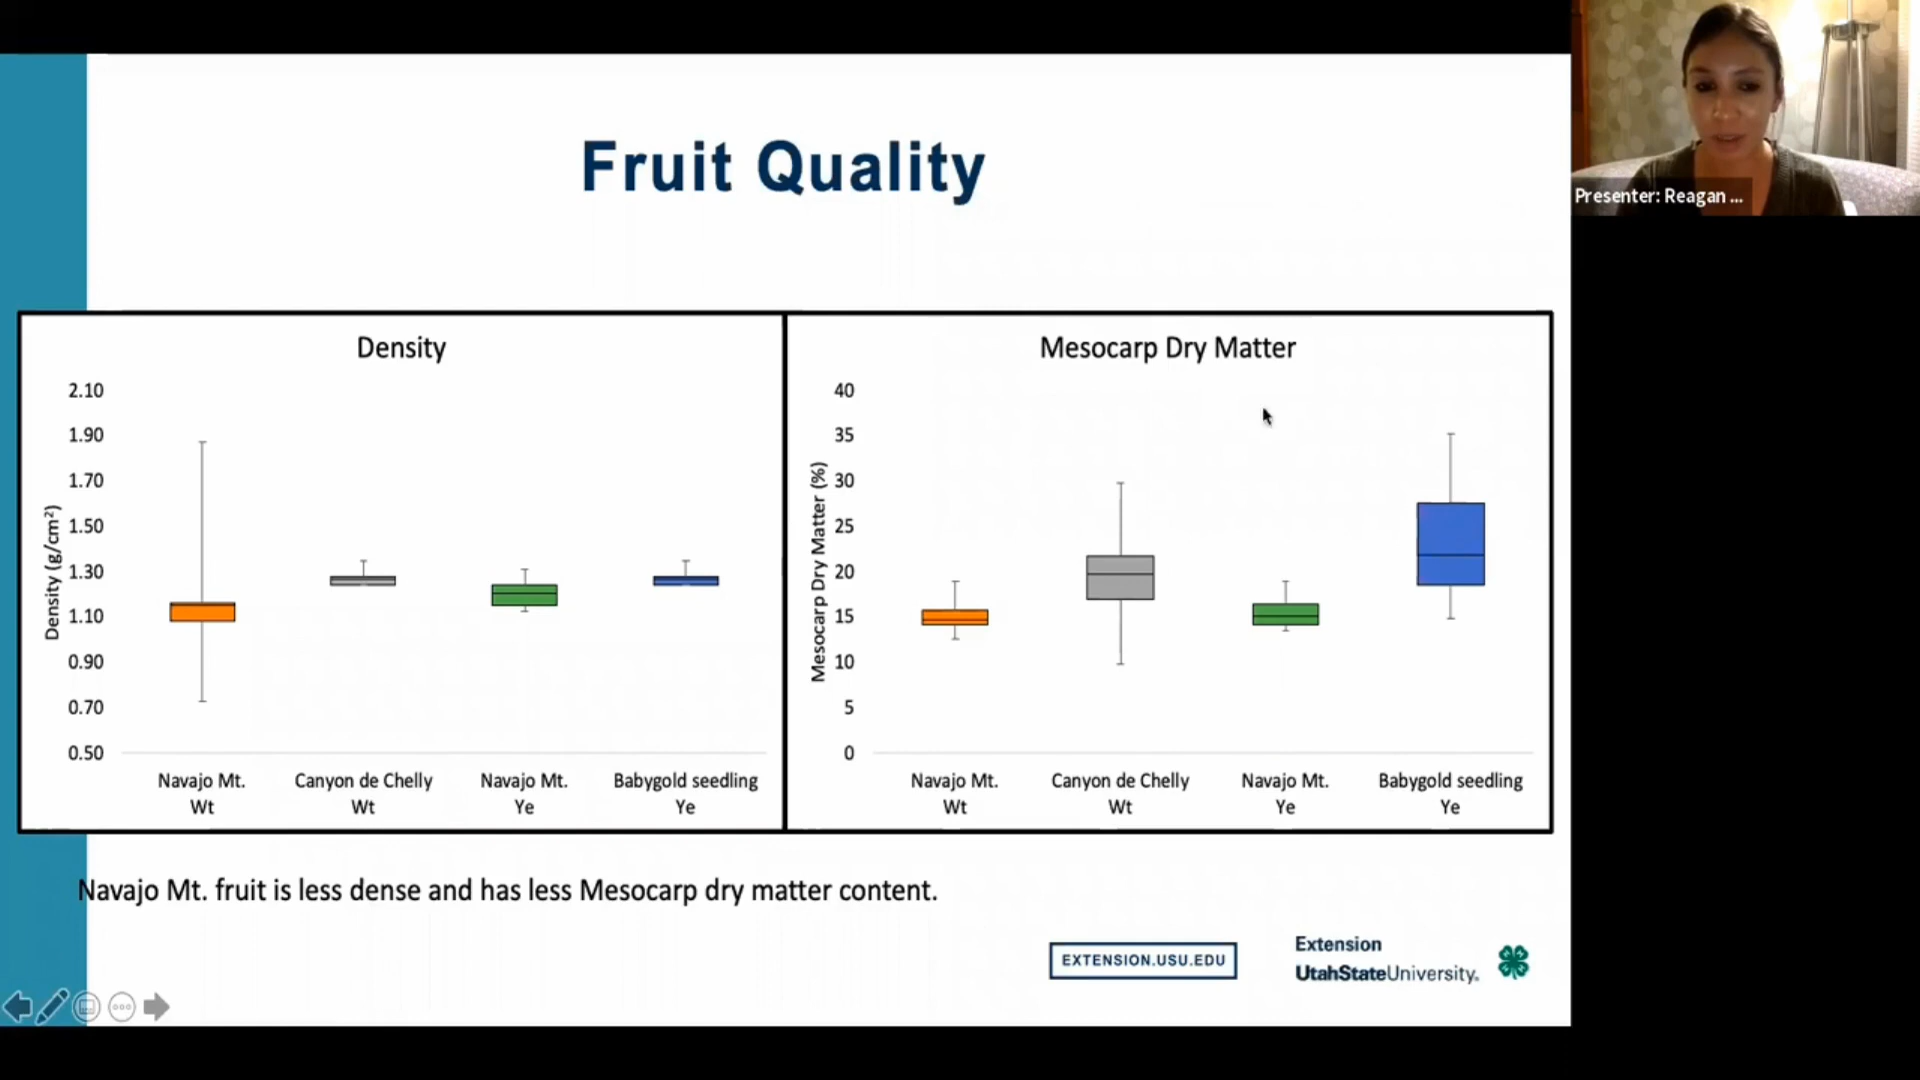 Fruit Quality
Presenter: Reagan ...
Density
2.10
1.90
1.70
1.50
1.30
1.10
0.90
0.70
0.50
Density (g/cm²)
Navajo Mt.
Wt
Canyon de Chelly
Wt
Navajo Mt.
Ye
Babygold seedling
Ye
Mesocarp Dry Matter
40
35
30
25
20
15
10
5
0
Mesocarp Dry Matter (%)
Navajo Mt.
Wt
Canyon de Chelly
Wt
Navajo Mt.
Ye
Babygold seedling
Ye
Navajo Mt. fruit is less dense and has less Mesocarp dry matter content.
EXTENSION.USU.EDU
Extension
UtahStateUniversity.